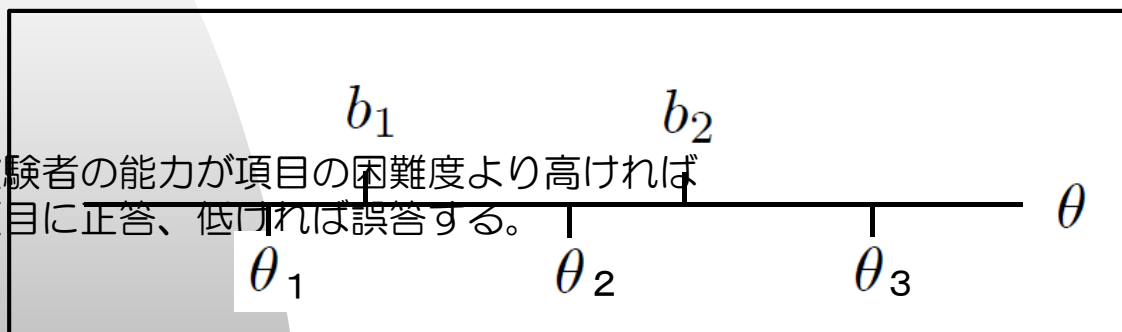 b₁ b₂
験者の能力が項目の困難度より高ければ
目に正答、低ければ誤答する。
θ
θ₁ θ₂ θ₃